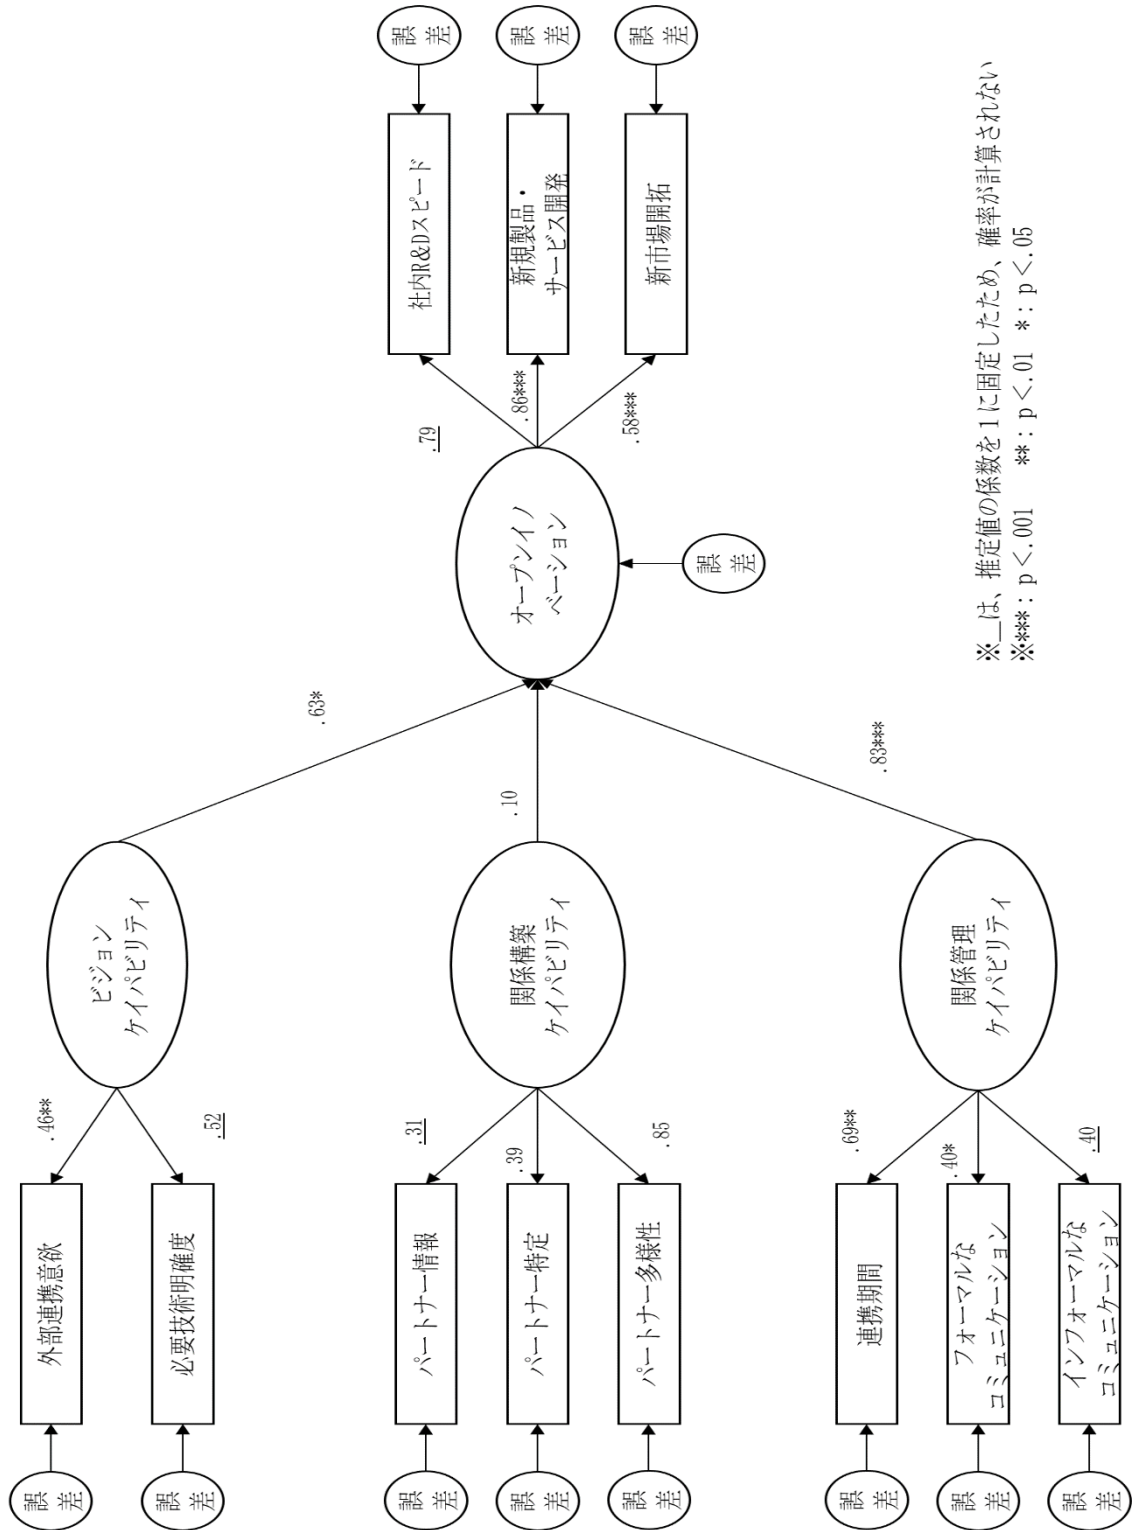 誤
差
外部連携意欲
.46**
誤
差
必要技術明確度
.52
ビジョン
ケイパビリティ
.63*
誤
差
パートナー情報
.31
誤
差
パートナー特定
.39
誤
差
パートナー多様性
.85
関係構築
ケイパビリティ
.10
誤
差
連携期間
.69**
誤
差
フォーマルな
コミュニケーション
.40*
誤
差
インフォーマルな
コミュニケーション
.40
関係管理
ケイパビリティ
.83***
オープンイノ
ベーション
誤
差
.79
社内R&Dスピード
誤
差
.86***
新規製品・
サービス開発
誤
差
.58***
新市場開拓
誤
差
※_は、推定値の係数を1に固定したため、確率が計算されない
※***：p＜.001　**：p＜.01　*：p＜.05